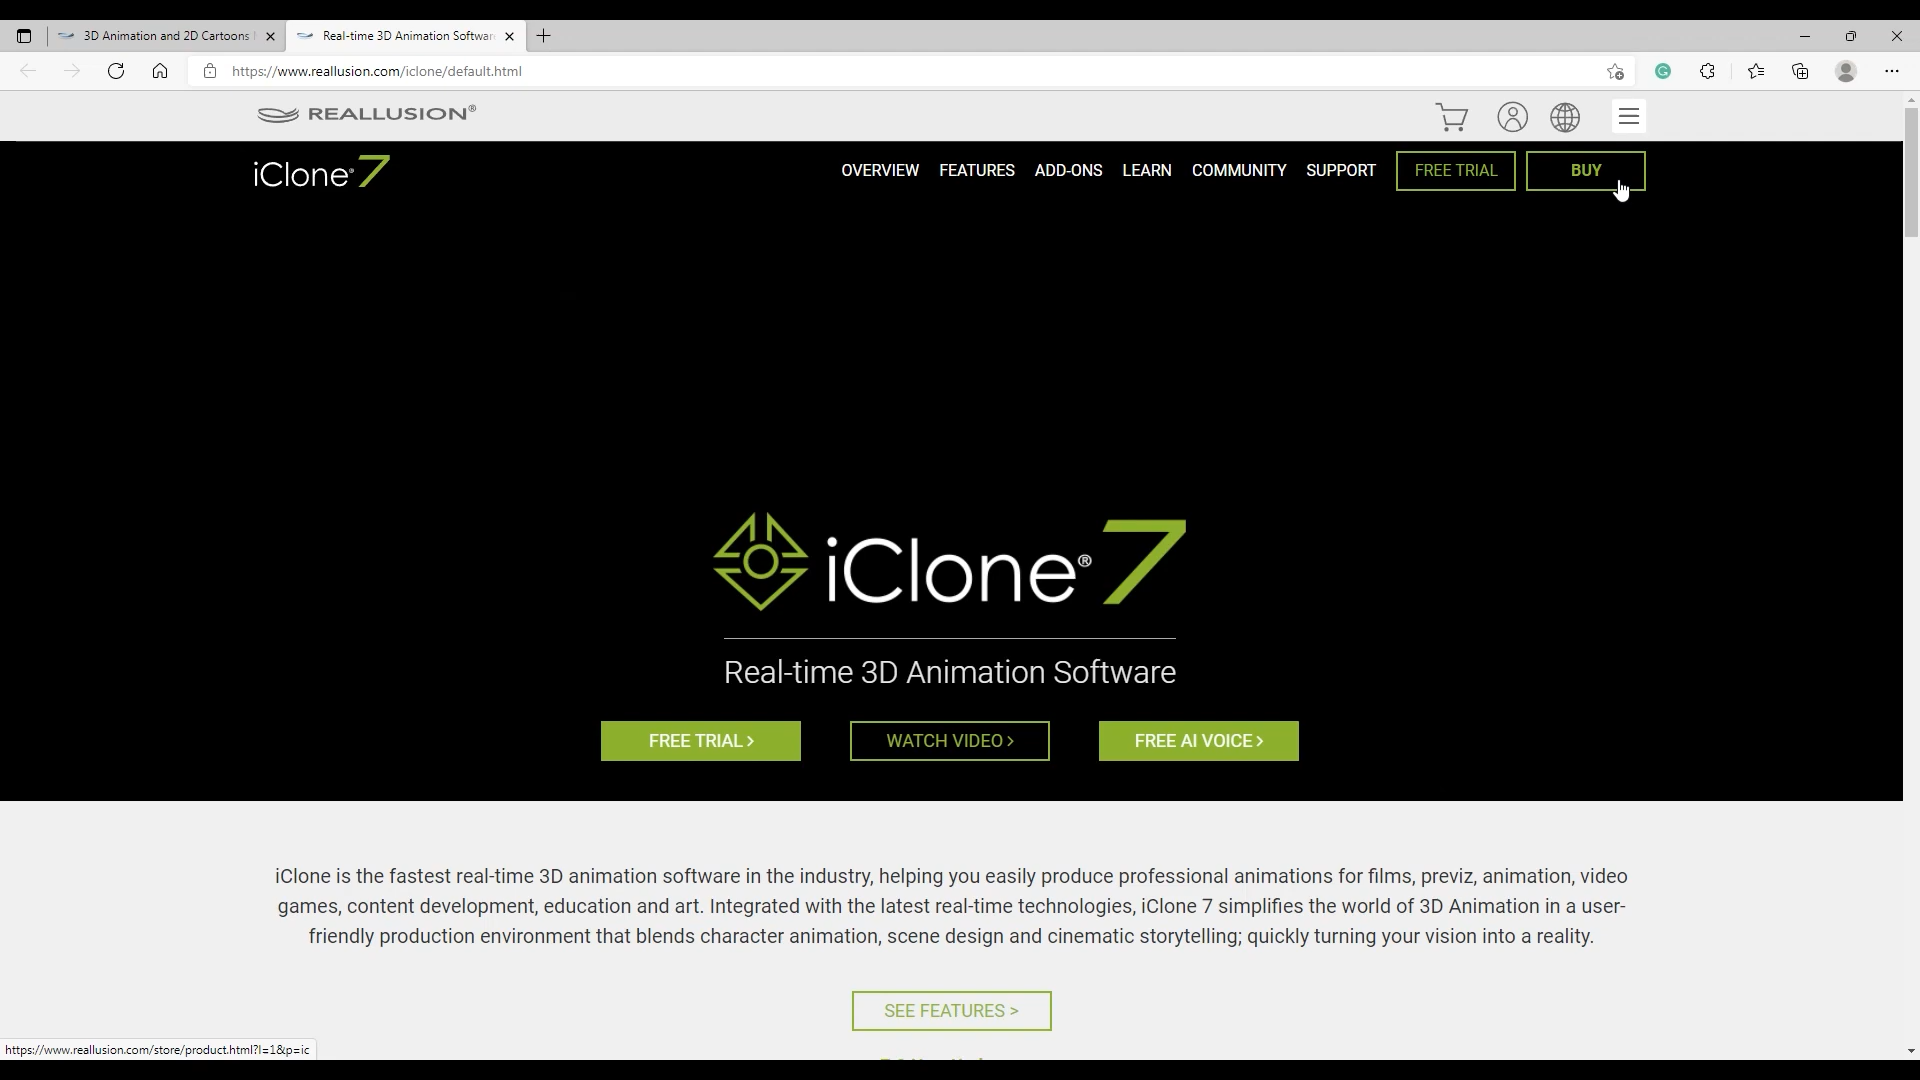 3D Animation and 2D Cartoons
Real-time 3D Animation Softwar
https://www.reallusion.com/iclone/default.html
REALLUSION®
iClone® 7
OVERVIEW FEATURES ADD-ONS LEARN COMMUNITY SUPPORT FREE TRIAL BUY
iClone® 7
Real-time 3D Animation Software
FREE TRIAL >
WATCH VIDEO >
FREE AI VOICE >
iClone is the fastest real-time 3D animation software in the industry, helping you easily produce professional animations for films, previz, animation, video
games, content development, education and art. Integrated with the latest real-time technologies, iClone 7 simplifies the world of 3D Animation in a user-
friendly production environment that blends character animation, scene design and cinematic storytelling; quickly turning your vision into a reality.
SEE FEATURES >
https://www.reallusion.com/store/product.html?l=1&p=ic